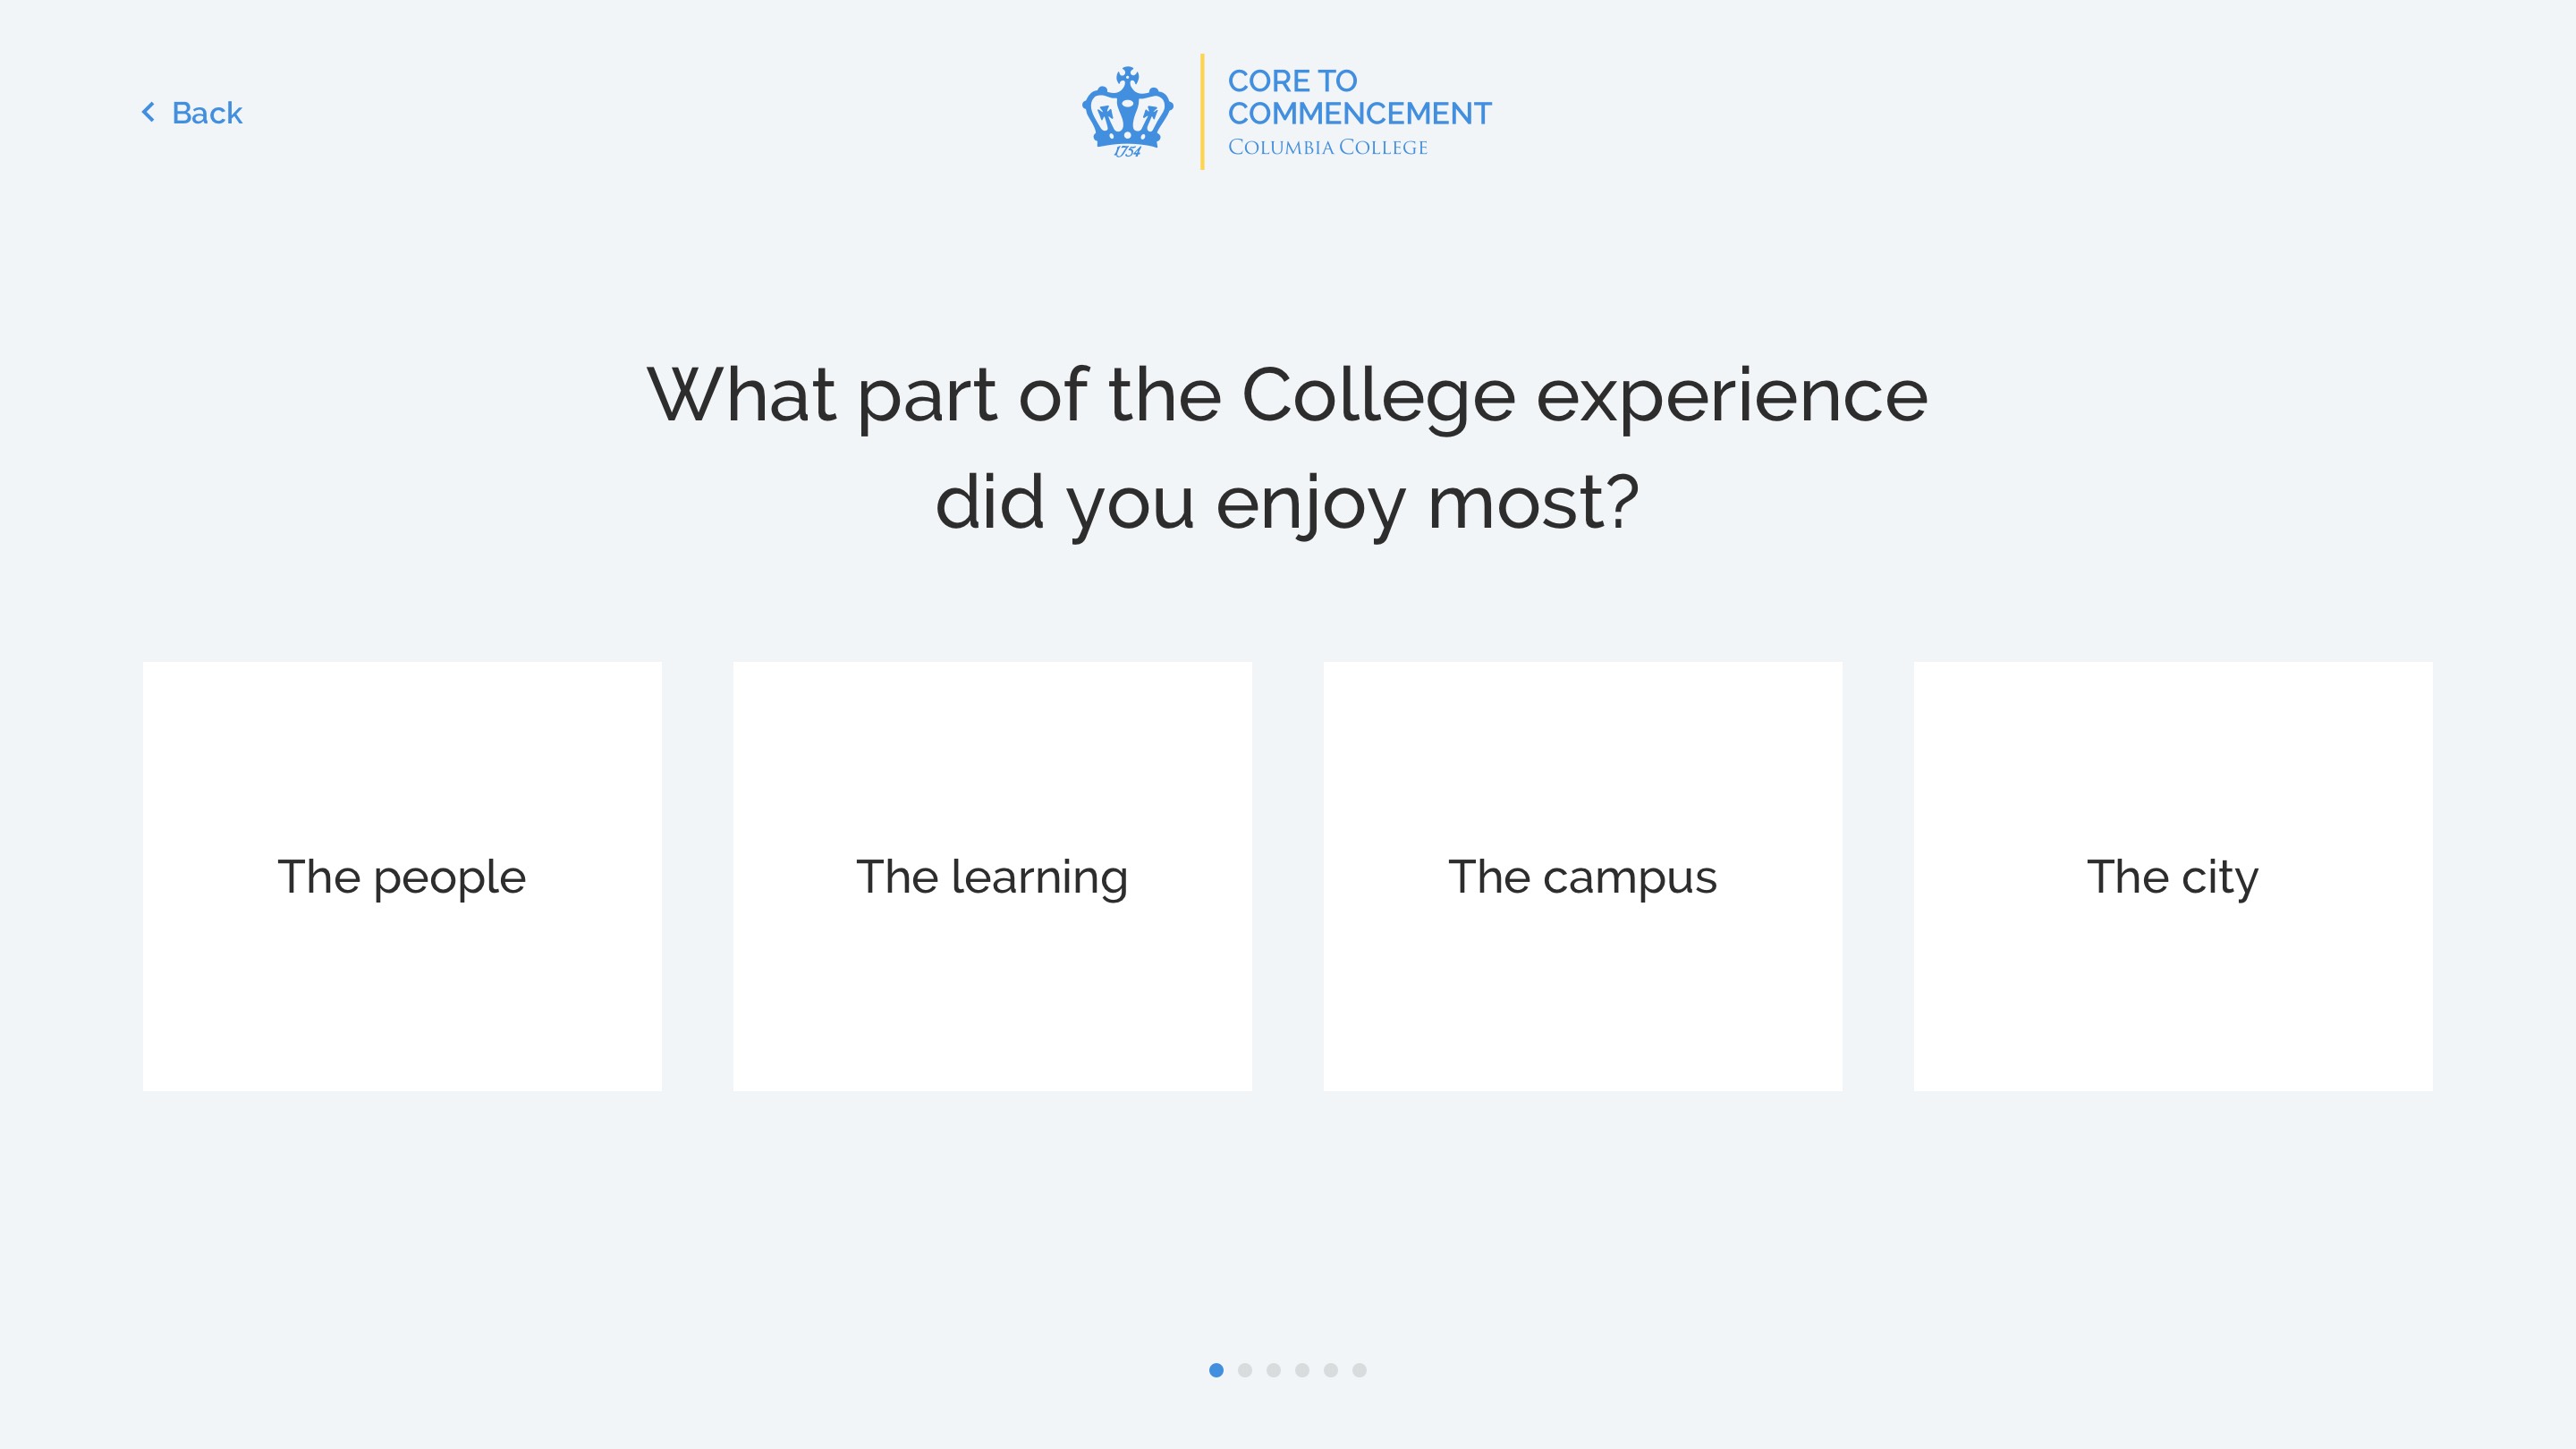 Back
1754
CORE TO
COMMENCEMENT
COLUMBIA COLLEGE
What part of the College experience
did you enjoy most?
The people
The learning
The campus
The city